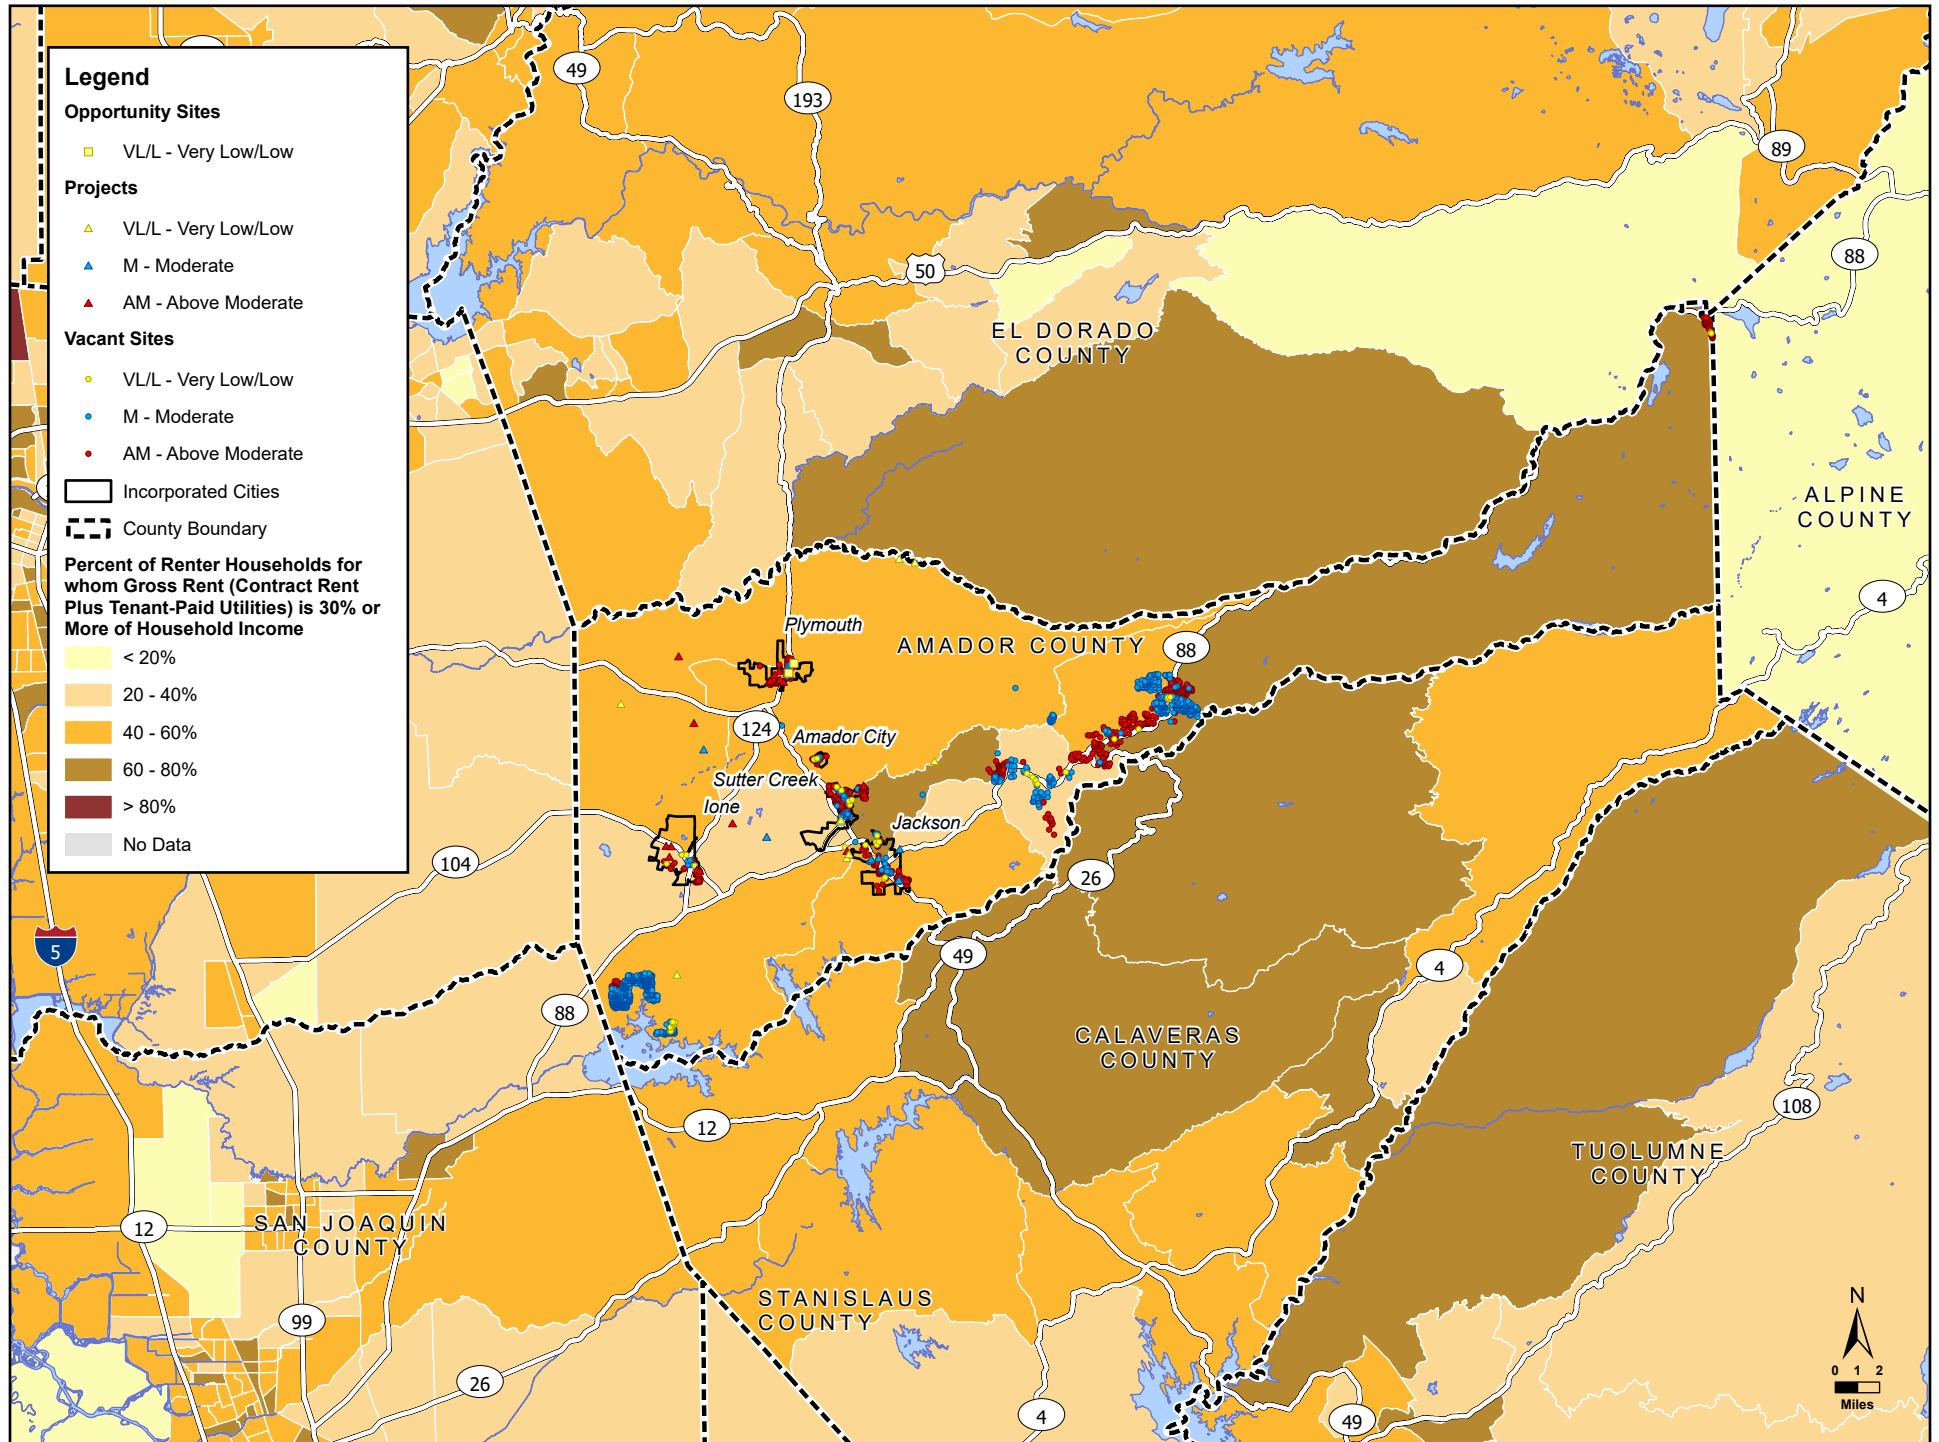 Legend
Opportunity Sites
VL/L - Very Low/Low
Projects
VL/L - Very Low/Low
M - Moderate
AM - Above Moderate
Vacant Sites
VL/L - Very Low/Low
M - Moderate
AM - Above Moderate
Incorporated Cities
County Boundary
Percent of Renter Households for
whom Gross Rent (Contract Rent
Plus Tenant-Paid Utilities) is 30% or
More of Household Income
< 20%
20 - 40%
40 - 60%
60 - 80%
> 80%
No Data
49
193
89
88
50
EL DORADO
COUNTY
ALPINE
COUNTY
4
Plymouth
AMADOR COUNTY
88
124
Amador City
Sutter Creek
Ione
Jackson
104
26
5
49
4
88
CALAVERAS
COUNTY
12
108
TUOLUMNE
COUNTY
12
SAN JOAQUIN
COUNTY
STANISLAUS
COUNTY
99
26
4
49
N
0 1 2
Miles